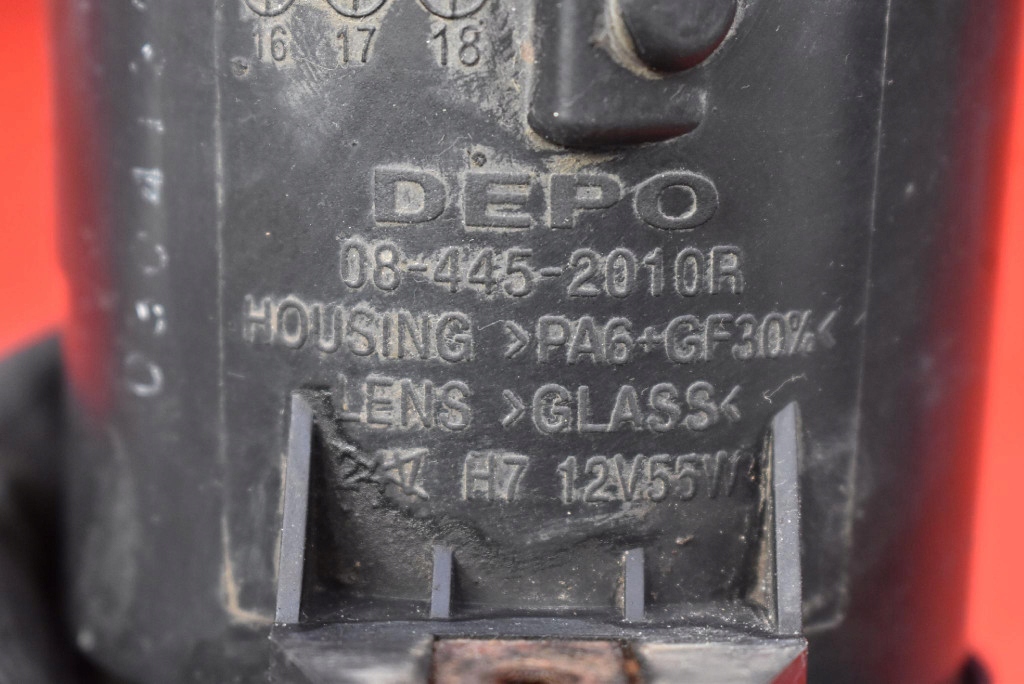 16 17 18
DEPO
08-445-2010R
HOUSING >PA6+GF30%<
LENS >GLASS<
H7 12V55W